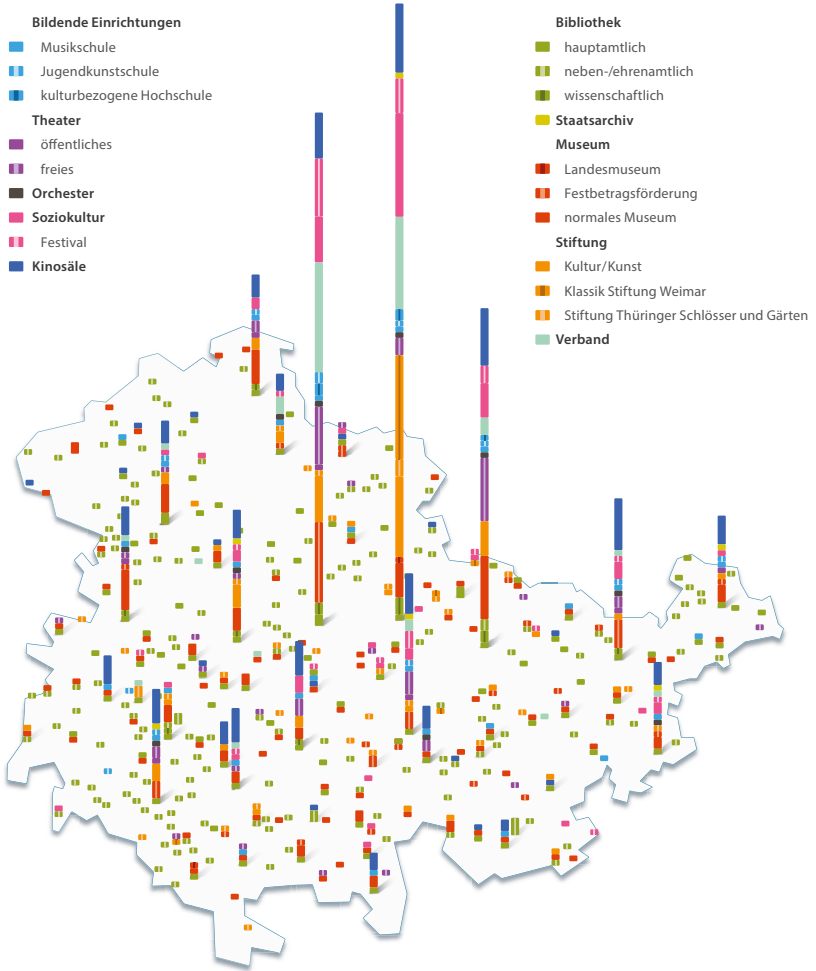 Bildende Einrichtungen
Musikschule
Jugendkunstschule
kulturbezogene Hochschule
Theater
öffentliches
freies
Orchester
Soziokultur
Festival
Kinosäle
Bibliothek
hauptamtlich
neben-/ehrenamtlich
wissenschaftlich
Staatsarchiv
Museum
Landesmuseum
Festbetragsförderung
normales Museum
Stiftung
Kultur/Kunst
Klassik Stiftung Weimar
Stiftung Thüringer Schlösser und Gärten
Verband